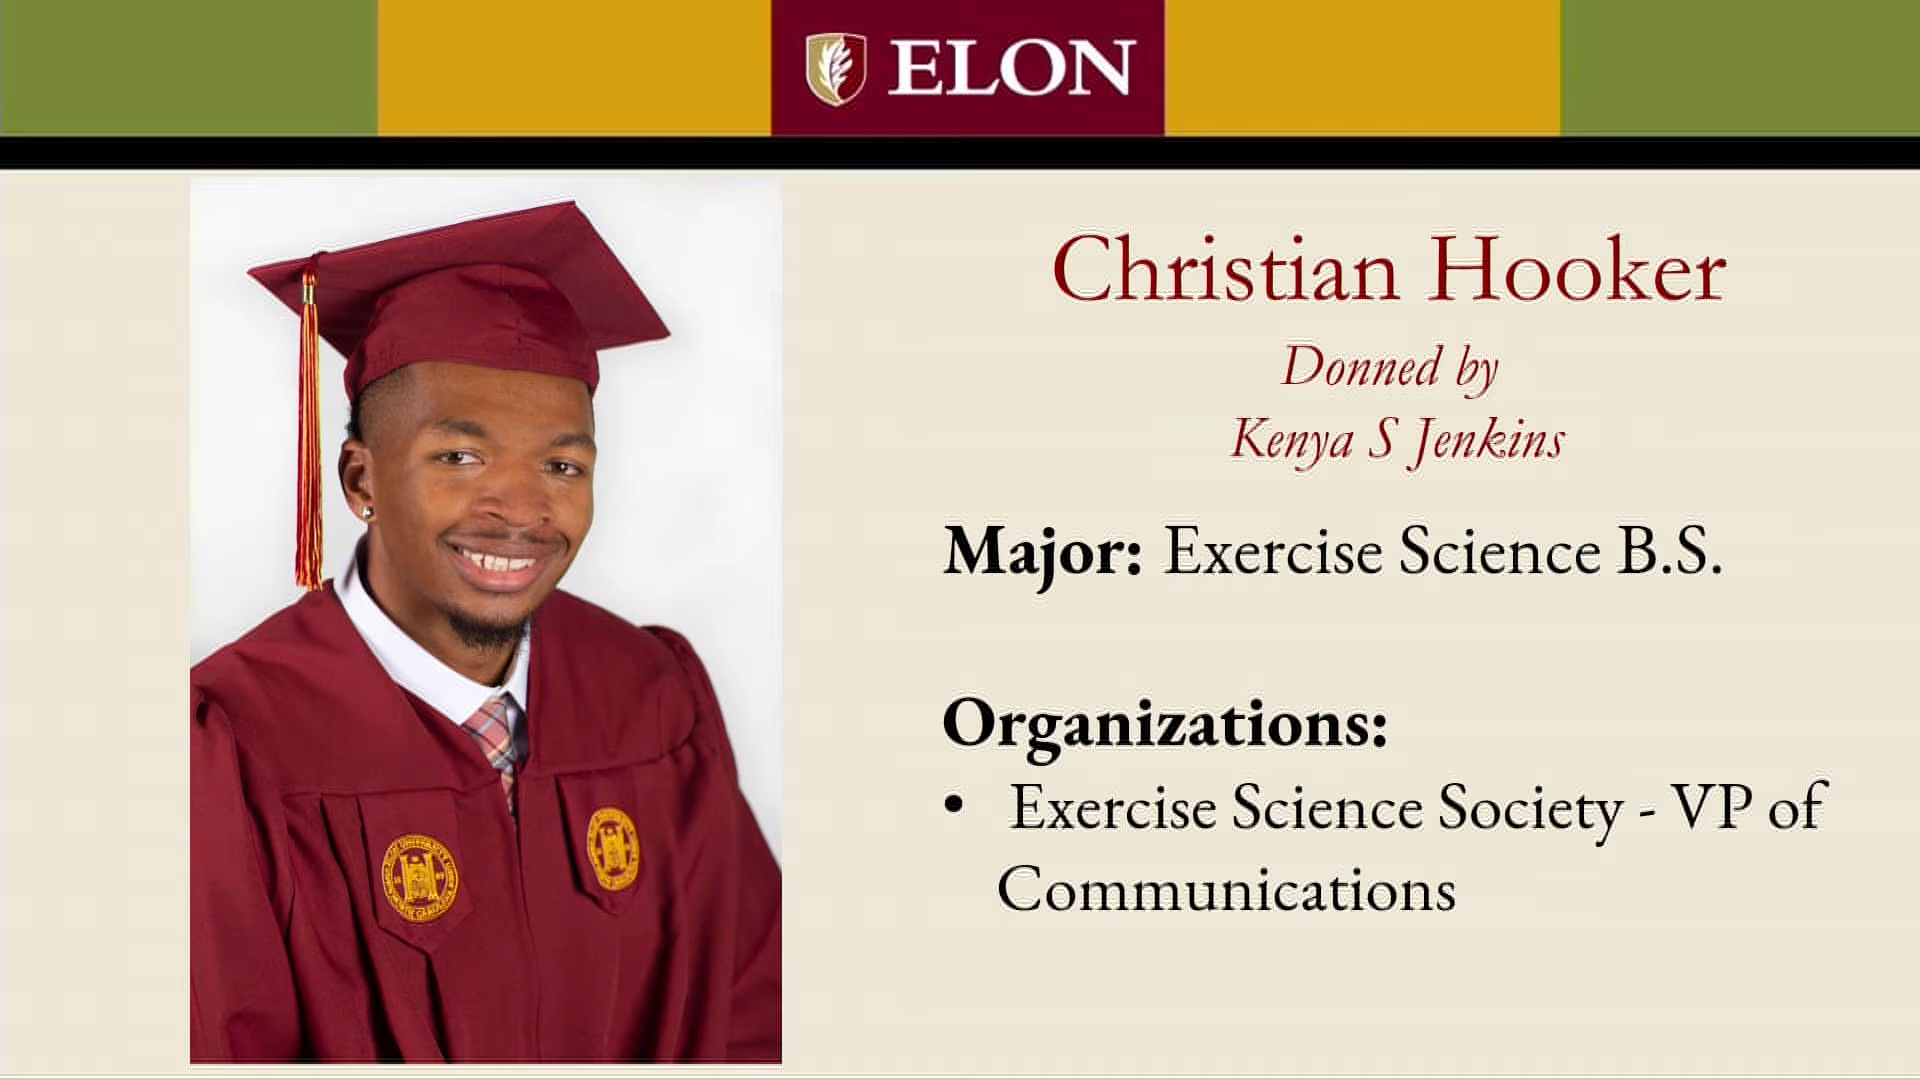 ELON
Christian Hooker
Donned by
Kenya S Jenkins
Major: Exercise Science B.S.
Organizations:
• Exercise Science Society - VP of
Communications